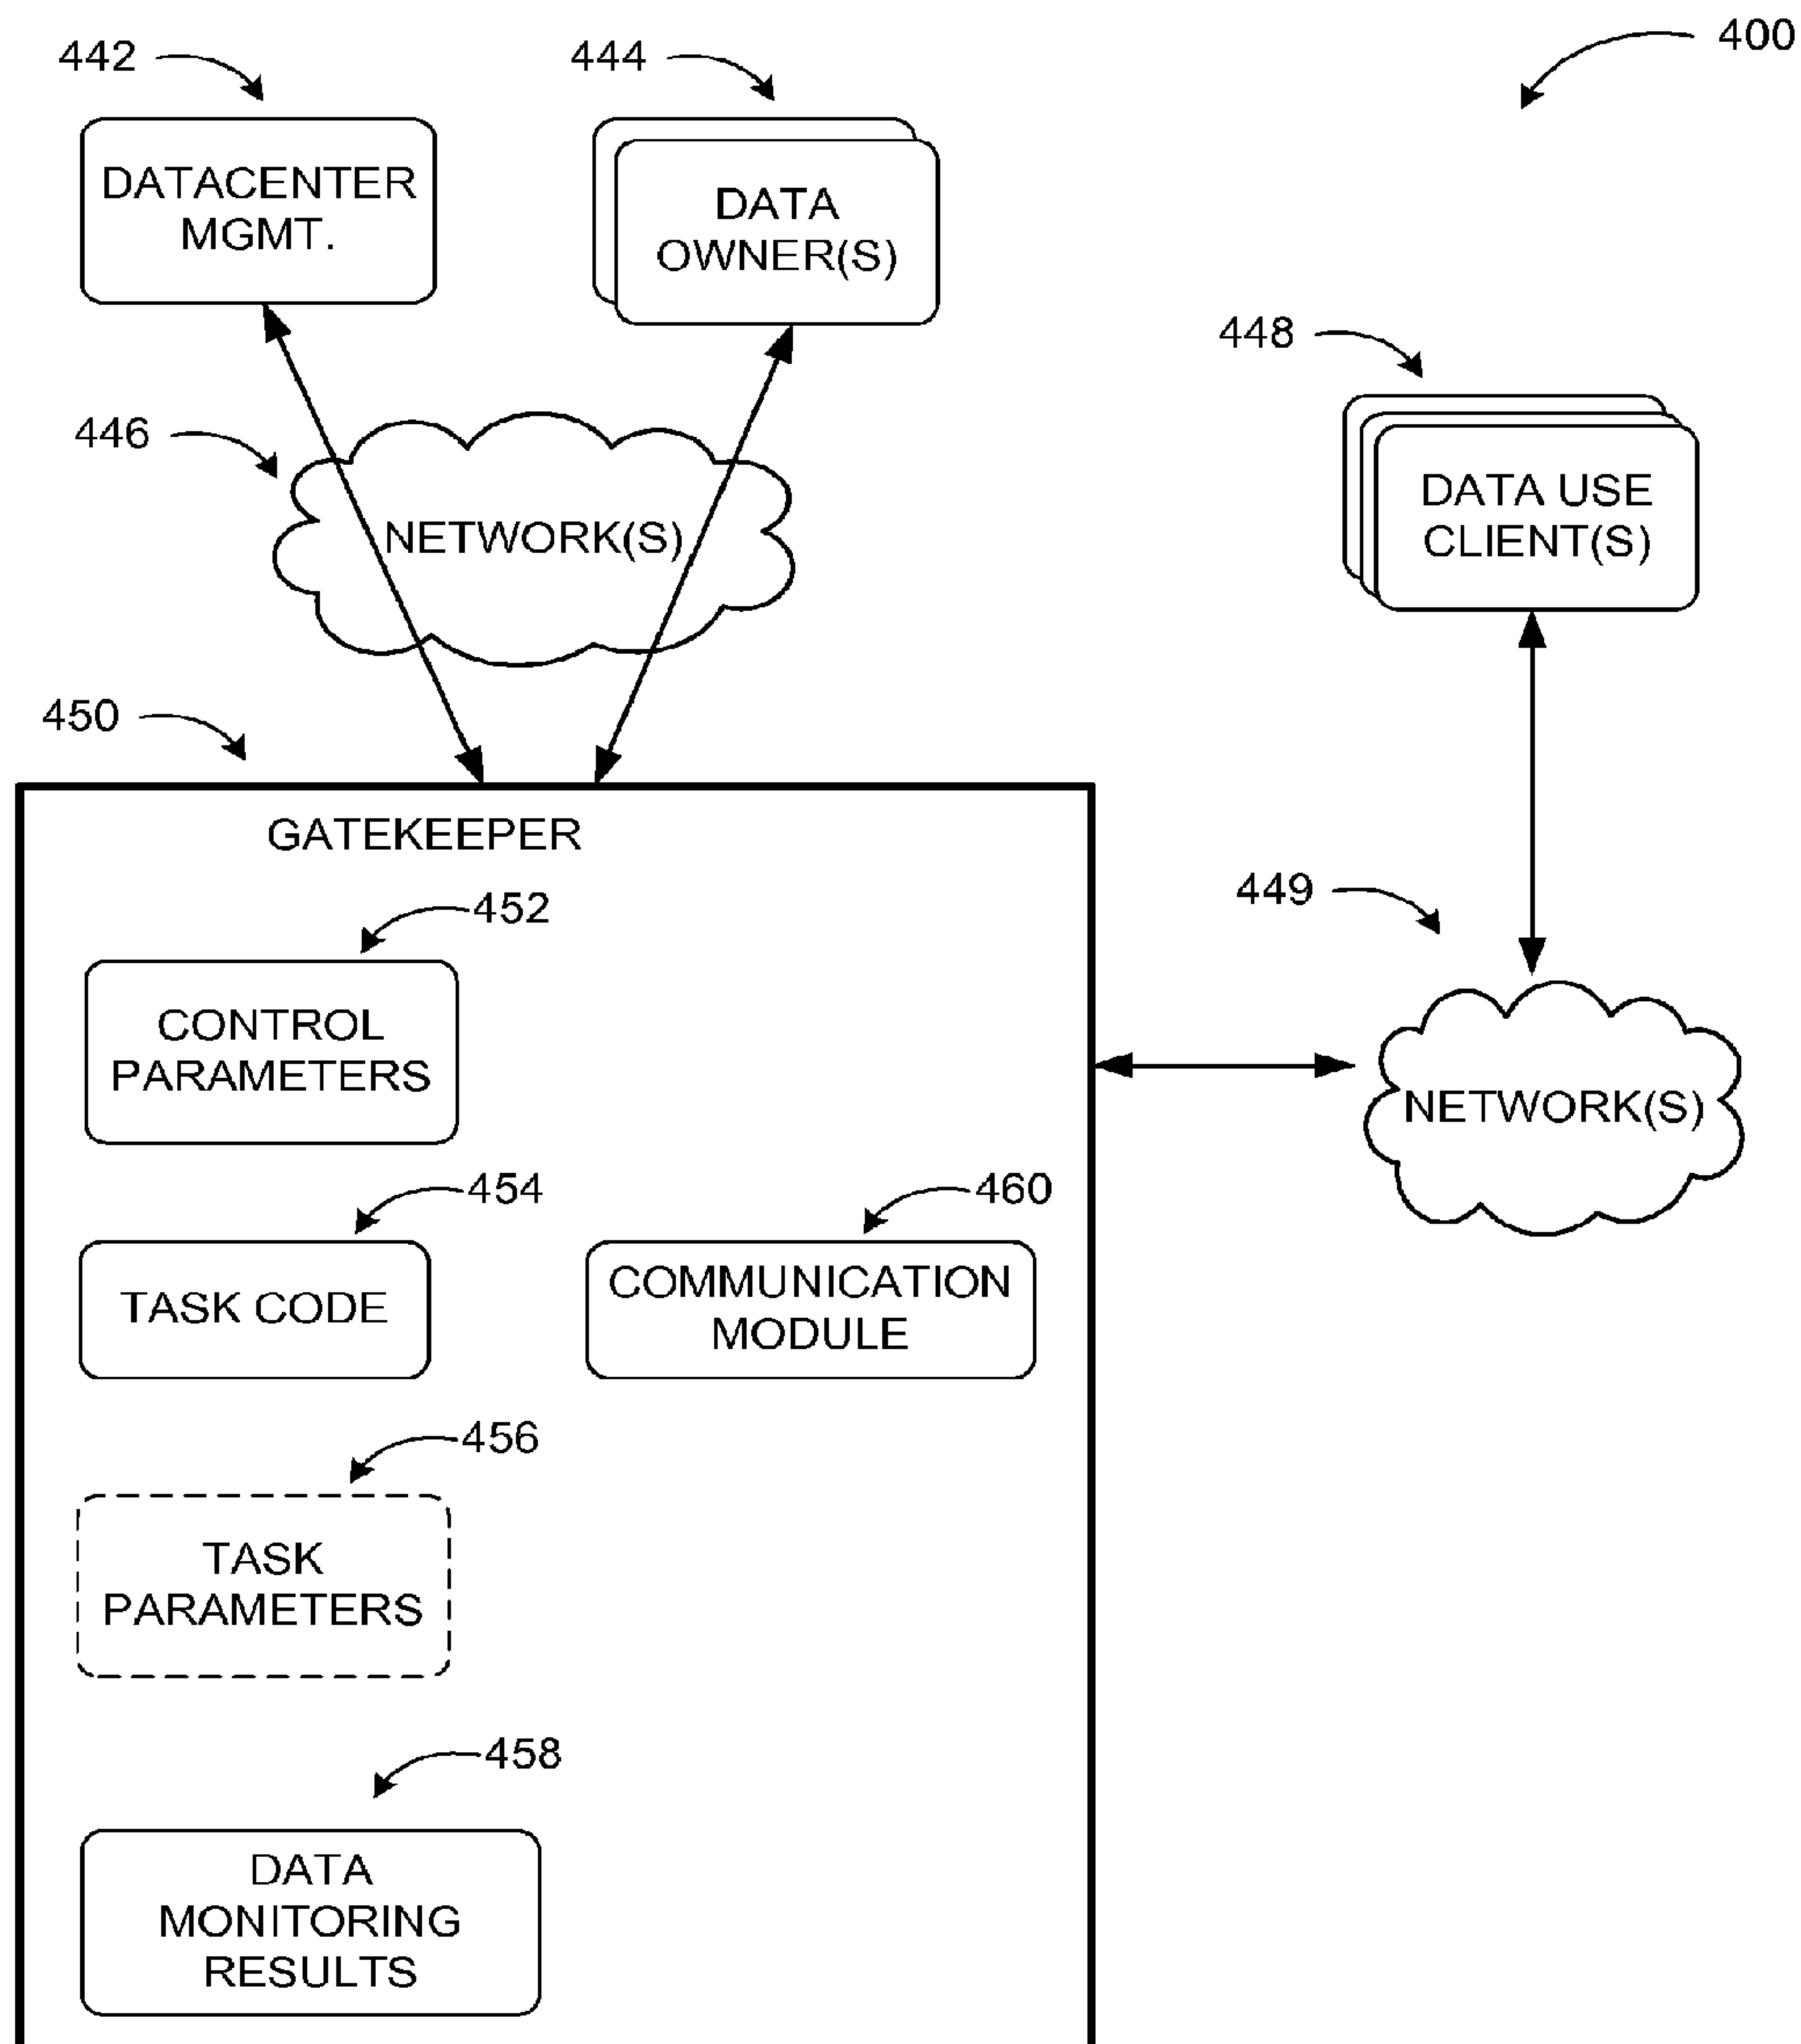 442
444
400
DATACENTER
MGMT.
DATA
OWNER(S)
448
446
DATA USE
CLIENT(S)
NETWORK(S)
450
GATEKEEPER
449
452
CONTROL
PARAMETERS
NETWORK(S)
454
460
TASK CODE
COMMUNICATION
MODULE
456
TASK
PARAMETERS
458
DATA
MONITORING
RESULTS